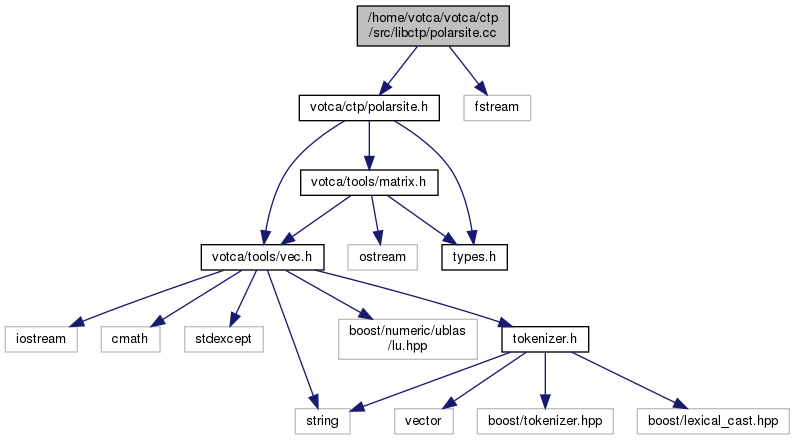 /home/votca/votca/ctp
/src/libctp/polarsite.cc
votca/ctp/polarsite.h
fstream
votca/tools/matrix.h
votca/tools/vec.h
ostream
types.h
iostream
cmath
stdexcept
boost/numeric/ublas
/lu.hpp
tokenizer.h
string
vector
boost/tokenizer.hpp
boost/lexical_cast.hpp